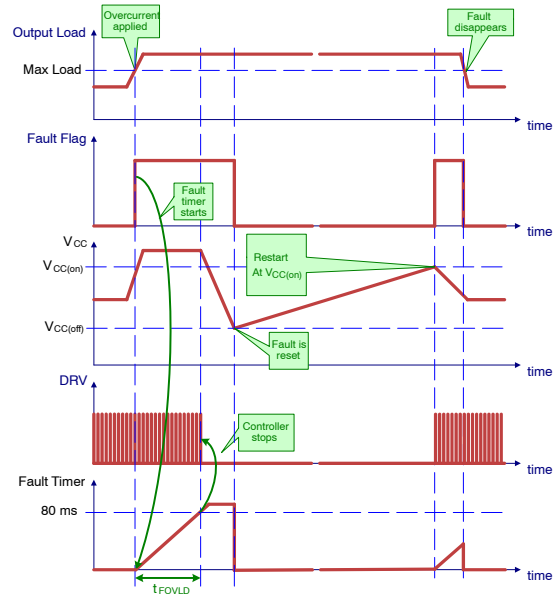 Overcurrent
applied
Fault
disappears
Output Load
Max Load
time
Fault Flag
Fault
timer
starts
time
VCC
VCC(on)
Restart
At VCC(on)
VCC(off)
Fault is
reset
time
DRV
Controller
stops
time
Fault Timer
80 ms
time
tFOVLD